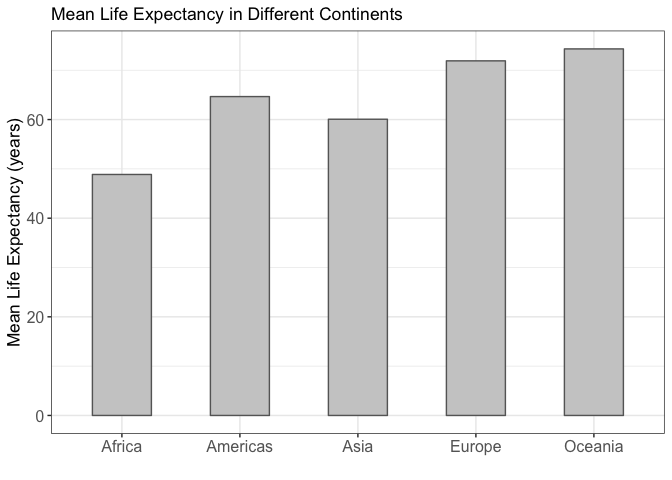 Mean Life Expectancy in Different Continents
Mean Life Expectancy (years)
60
40
20
0
Africa Americas Asia Europe Oceania